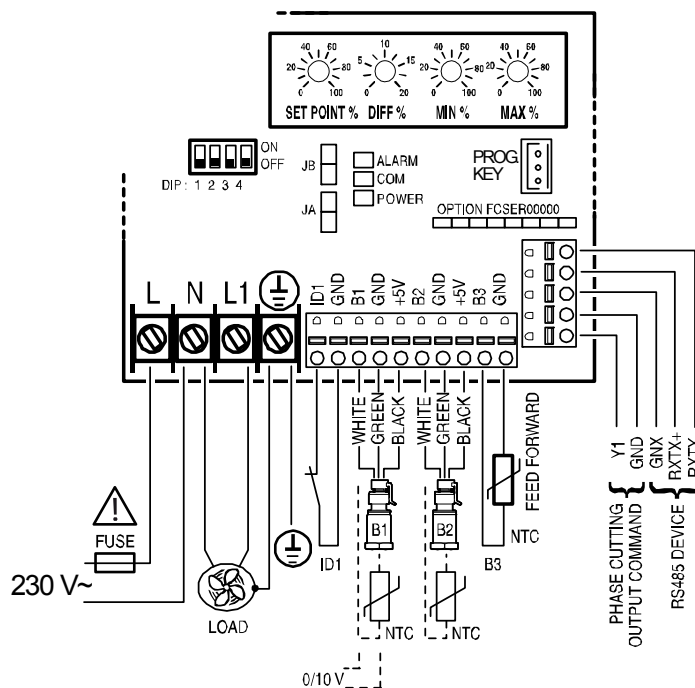 40 60
20 80
0 100
SET POINT %
10
5 15
0 20
DIFF %
40 60
20 80
0 100
MIN %
40 60
20 80
0 100
MAX %
ON
OFF
DIP: 1 2 3 4
JB
JA
ALARM
COM
POWER
PROG.
KEY
OPTION FCSER00000
L N L1
ID1
GND
B1
GND
+5V
B2
GND
+5V
B3
GND
WHITE
GREEN
BLACK
WHITE
GREEN
BLACK
FEED FORWARD
Y1
GND
GNX
RXTX+
RXTX-
PHASE CUTTING
OUTPUT COMMAND
RS485 DEVICE
FUSE
230 V~
LOAD
ID1
B1
B2
NTC
B3
NTC
NTC
0/10 V